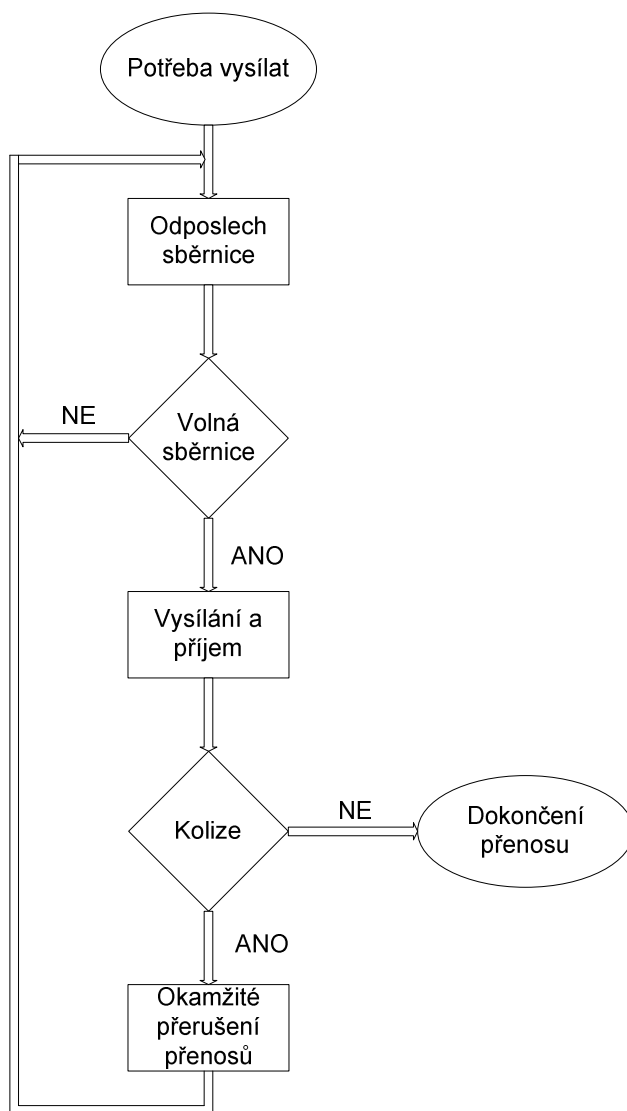 Potřeba vysílat
Odposlech
sběrnice
NE
Volná
sběrnice
ANO
Vysílání a
příjem
Kolize
NE
Dokončení
přenosu
ANO
Okamžité
přerušení
přenosů